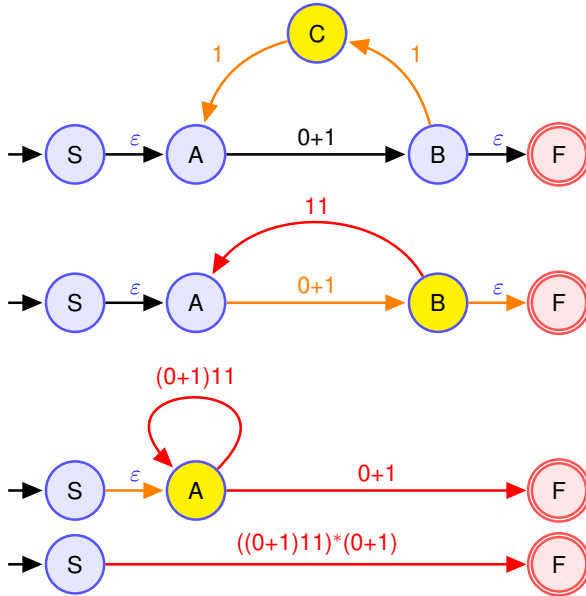 C
1 1
ε 0+1 ε
S A B F
11
ε 0+1 ε
S A B F
(0+1)11
ε 0+1
S A F
((0+1)11)*(0+1)
S F